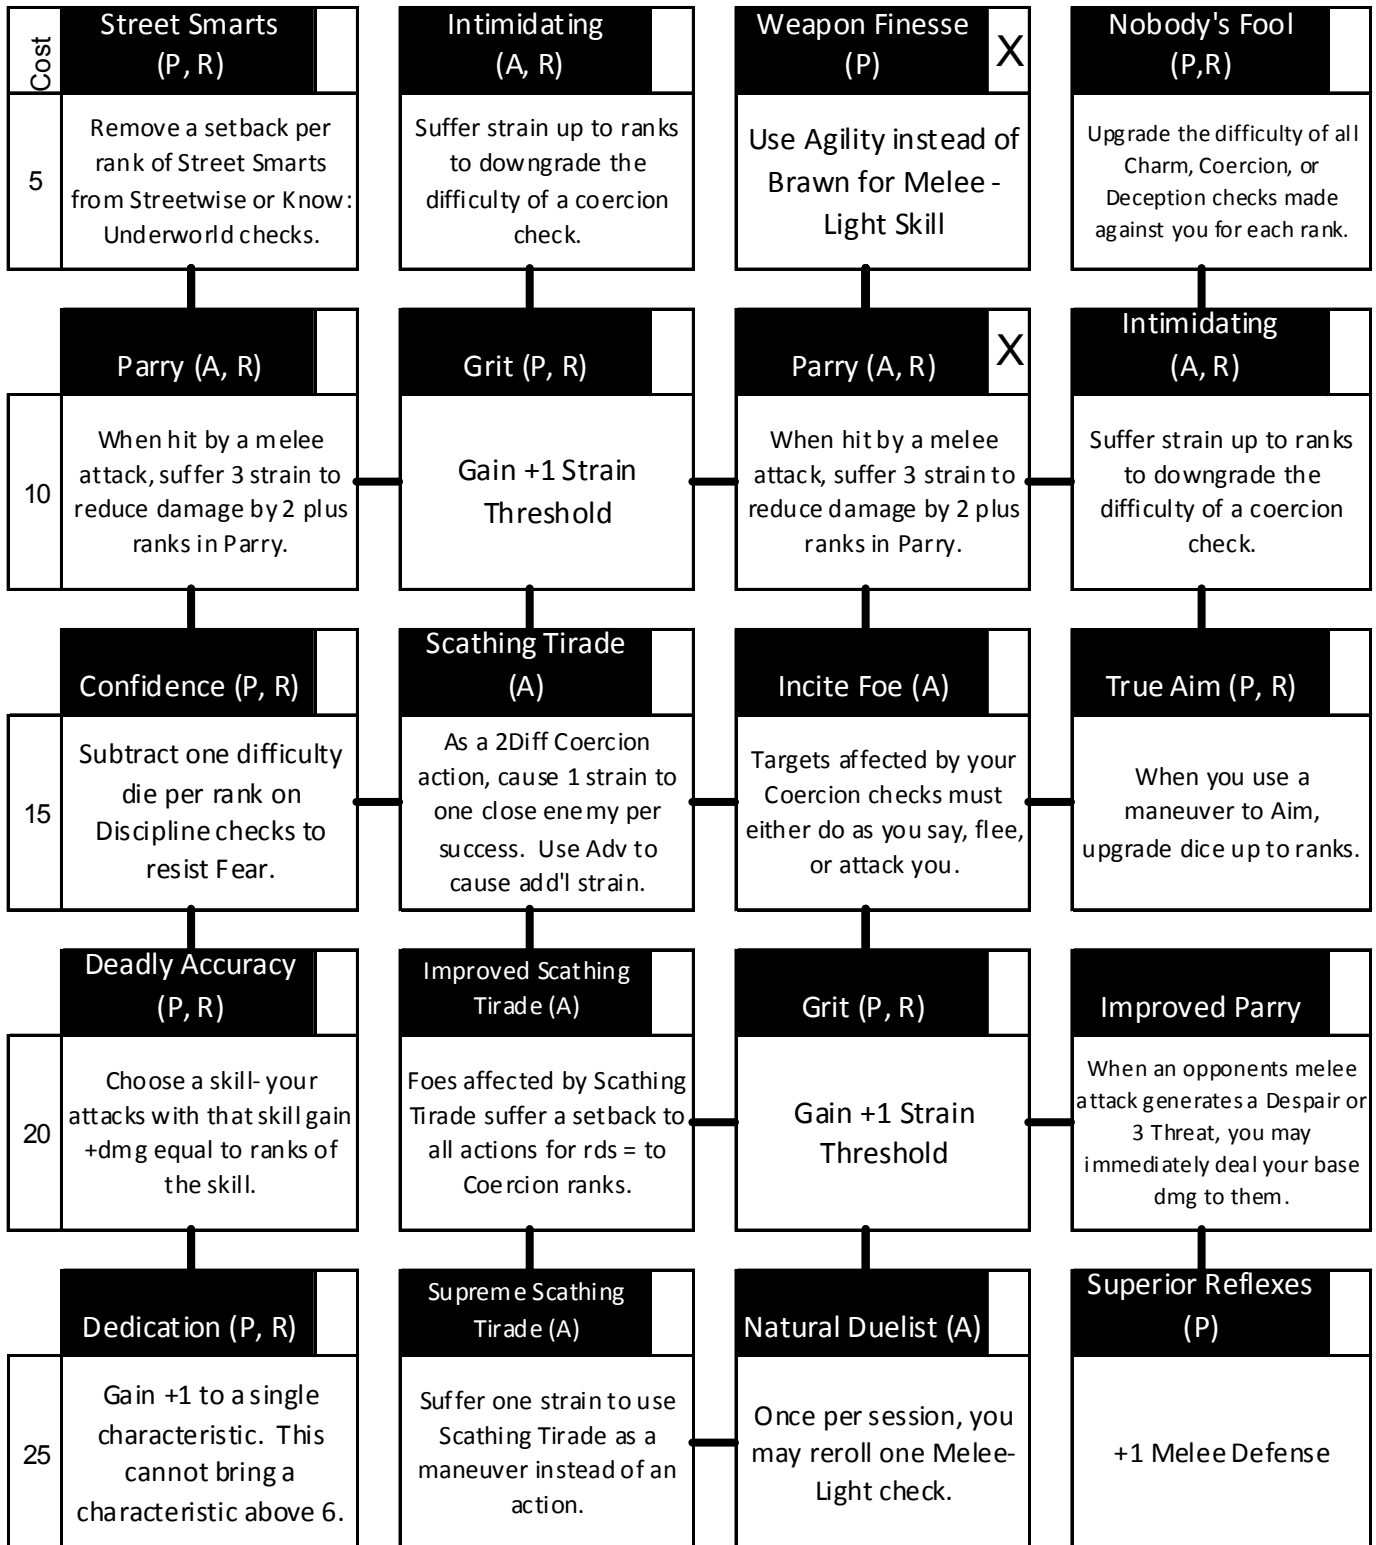 Cost
Street Smarts
(P, R)
Intimidating
(A, R)
Weapon Finesse
(P)
X
Nobody's Fool
(P,R)
5
Remove a setback per
rank of Street Smarts
from Streetwise or Know:
Underworld checks.
Suffer strain up to ranks
to downgrade the
difficulty of a coercion
check.
Use Agility instead of
Brawn for Melee -
Light Skill
Upgrade the difficulty of all
Charm, Coercion, or
Deception checks made
against you for each rank.
Parry (A, R)
Grit (P, R)
Parry (A, R)
X
Intimidating
(A, R)
10
When hit by a melee
attack, suffer 3 strain to
reduce damage by 2 plus
ranks in Parry.
Gain +1 Strain
Threshold
When hit by a melee
attack, suffer 3 strain to
reduce damage by 2 plus
ranks in Parry.
Suffer strain up to ranks
to downgrade the
difficulty of a coercion
check.
Confidence (P, R)
Scathing Tirade
(A)
Incite Foe (A)
True Aim (P, R)
15
Subtract one difficulty
die per rank on
Discipline checks to
resist Fear.
As a 2Diff Coercion
action, cause 1 strain to
one close enemy per
success.  Use Adv to
cause add'l strain.
Targets affected by your
Coercion checks must
either do as you say, flee,
or attack you.
When you use a
maneuver to Aim,
upgrade dice up to ranks.
Deadly Accuracy
(P, R)
Improved Scathing
Tirade (A)
Grit (P, R)
Improved Parry
20
Choose a skill- your
attacks with that skill gain
+dmg equal to ranks of
the skill.
Foes affected by Scathing
Tirade suffer a setback to
all actions for rds = to
Coercion ranks.
Gain +1 Strain
Threshold
When an opponents melee
attack generates a Despair or
3 Threat, you may
immediately deal your base
dmg to them.
Dedication (P, R)
Supreme Scathing
Tirade (A)
Natural Duelist (A)
Superior Reflexes
(P)
25
Gain +1 to a single
characteristic.  This
cannot bring a
characteristic above 6.
Suffer one strain to use
Scathing Tirade as a
maneuver instead of an
action.
Once per session, you
may reroll one Melee-
Light check.
+1 Melee Defense